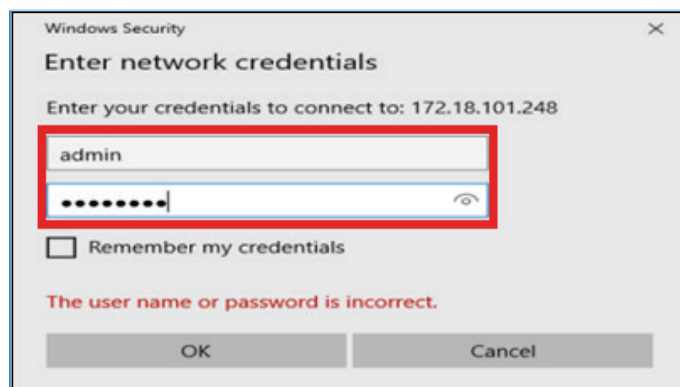 Windows Security
Enter network credentials
Enter your credentials to connect to: 172.18.101.248
admin
••••••••
Remember my credentials
The user name or password is incorrect.
OK
Cancel